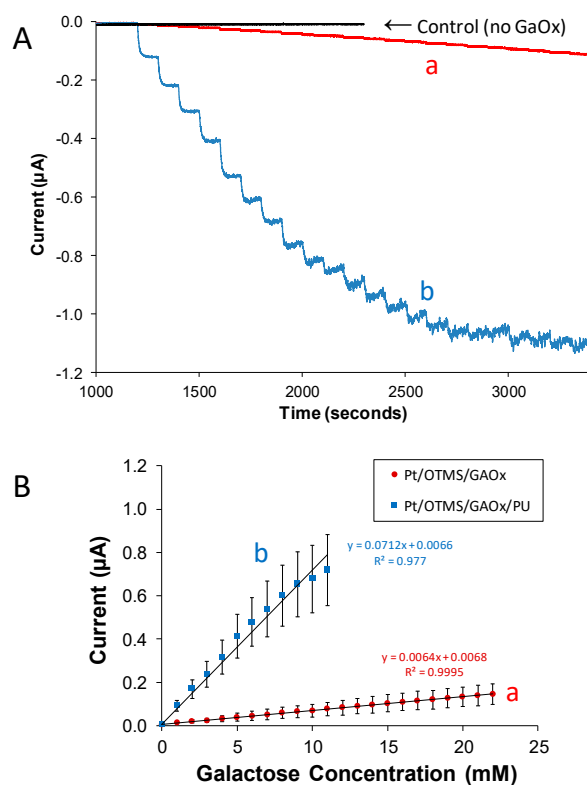 A
0.0
-0.2
-0.4
-0.6
-0.8
-1.0
-1.2
Current (µA)
1000
1500
2000
2500
3000
Time (seconds)
← Control (no GaOx)
a
b
B
1.2
1.0
0.8
0.6
0.4
0.2
0.0
Current (µA)
Pt/OTMS/GAOx
Pt/OTMS/GAOx/PU
b
y = 0.0712x + 0.0066
R² = 0.977
y = 0.0064x + 0.0068
R² = 0.9995
a
0
5
10
15
20
25
Galactose Concentration (mM)